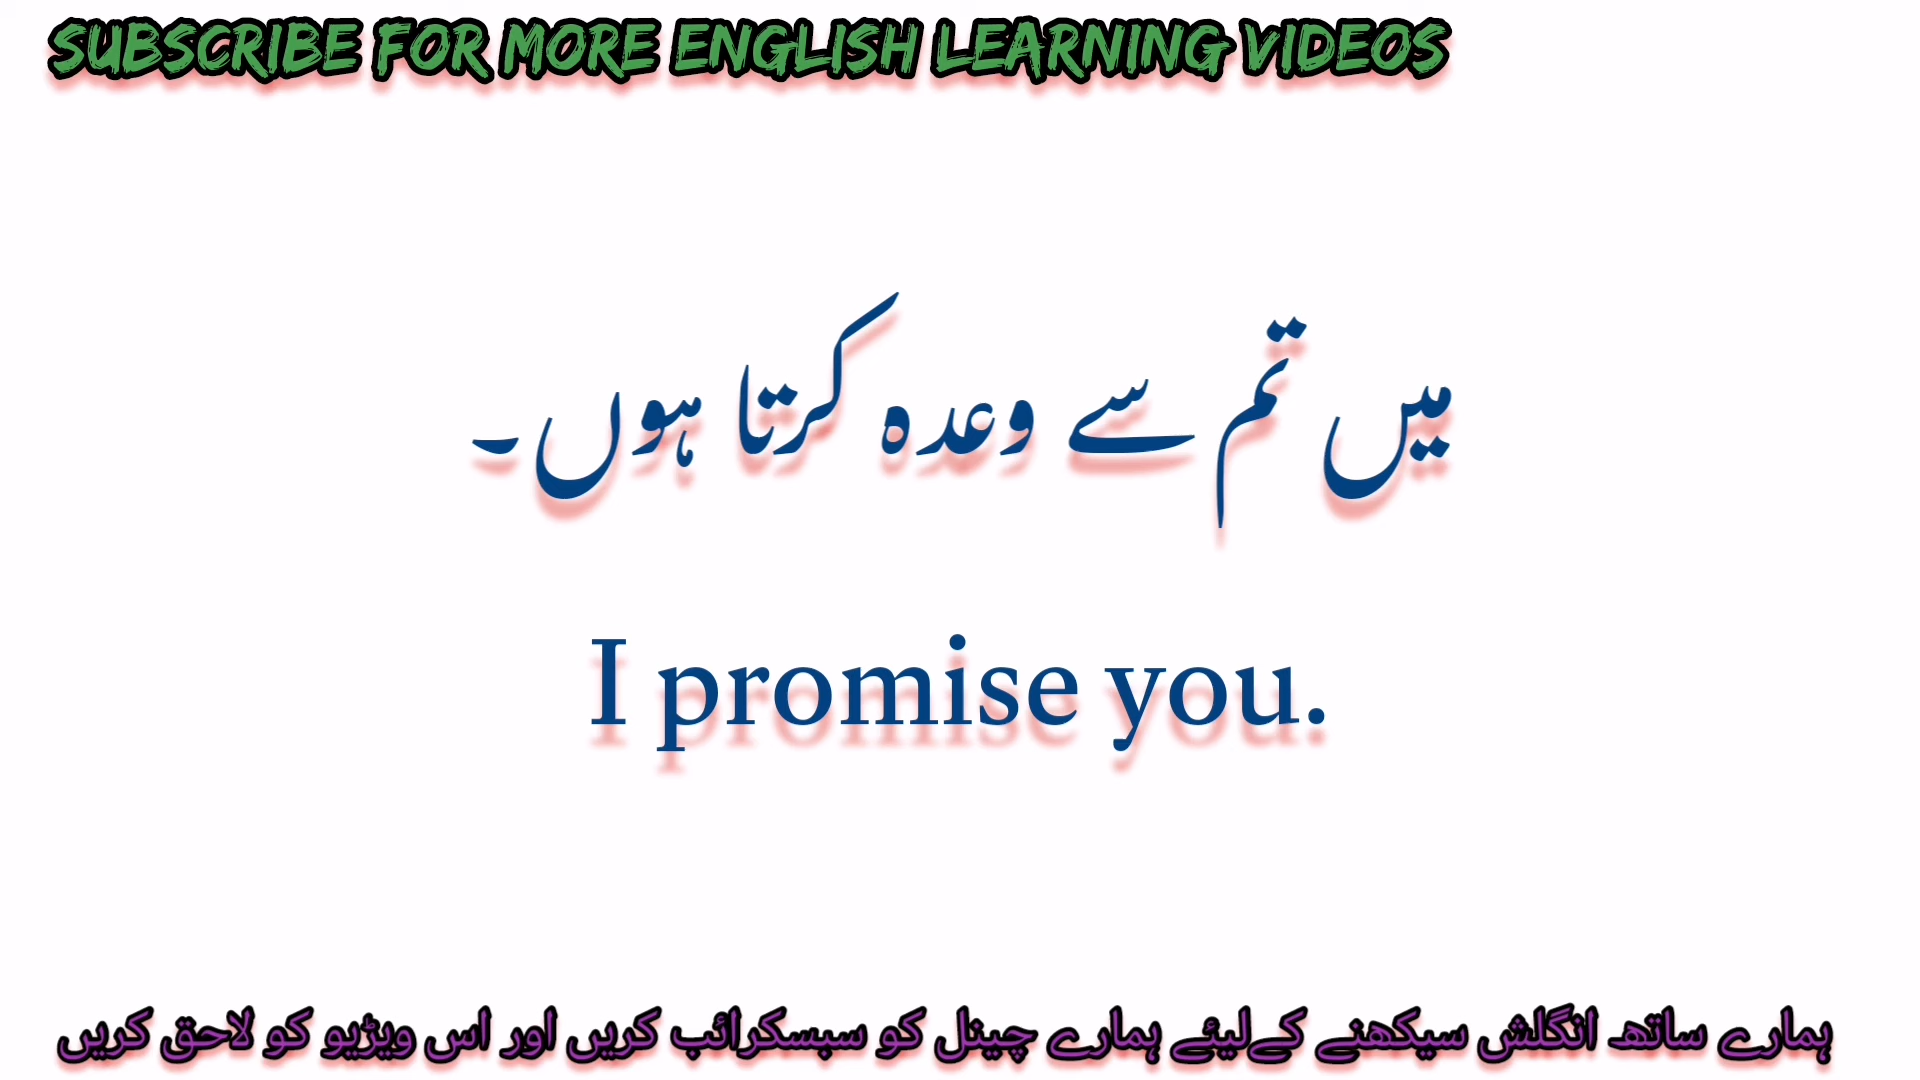 SUBSCRIBE FOR MORE ENGLISH LEARNING VIDEOS
میں تم سے وعدہ کرتا ہوں۔
I promise you.
ہمارے ساتھ انگلش سیکھنے کےلیئے ہمارے چینل کو سبسکرائب کریں اور اس ویڑیو کو لاحق کریں